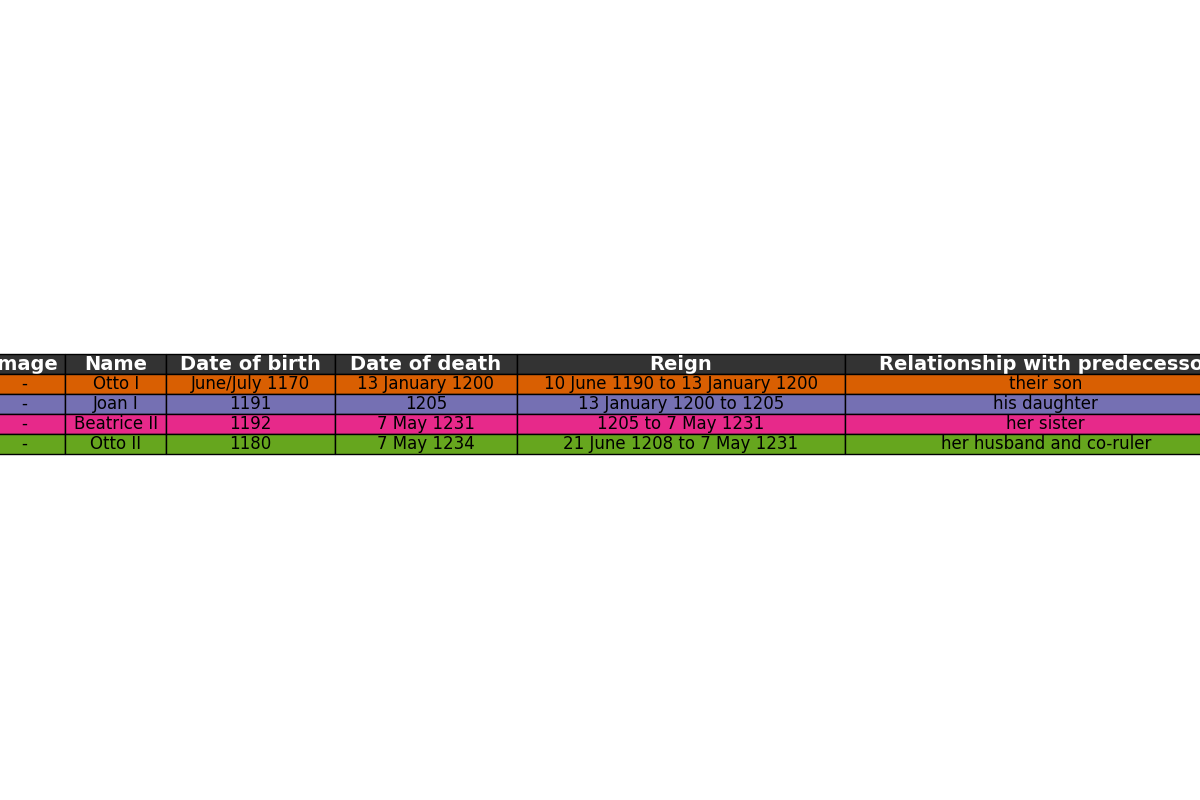 mage Name Date of birth Date of death Reign Relationship with predecesso
- Otto I June/July 1170 13 January 1200 10 June 1190 to 13 January 1200 their son
- Joan I 1191 1205 13 January 1200 to 1205 his daughter
- Beatrice II 1192 7 May 1231 1205 to 7 May 1231 her sister
- Otto II 1180 7 May 1234 21 June 1208 to 7 May 1231 her husband and co-ruler